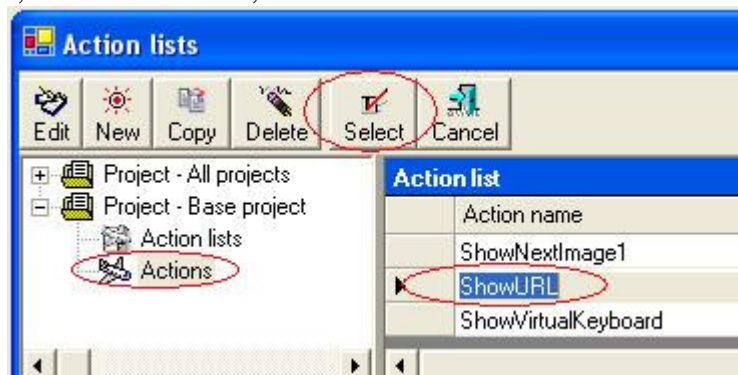 Action lists
Edit New Copy Delete Select Cancel
Project - All projects
Project - Base project
Action lists
Actions
Action list
Action name
ShowNextImage1
ShowURL
ShowVirtualKeyboard